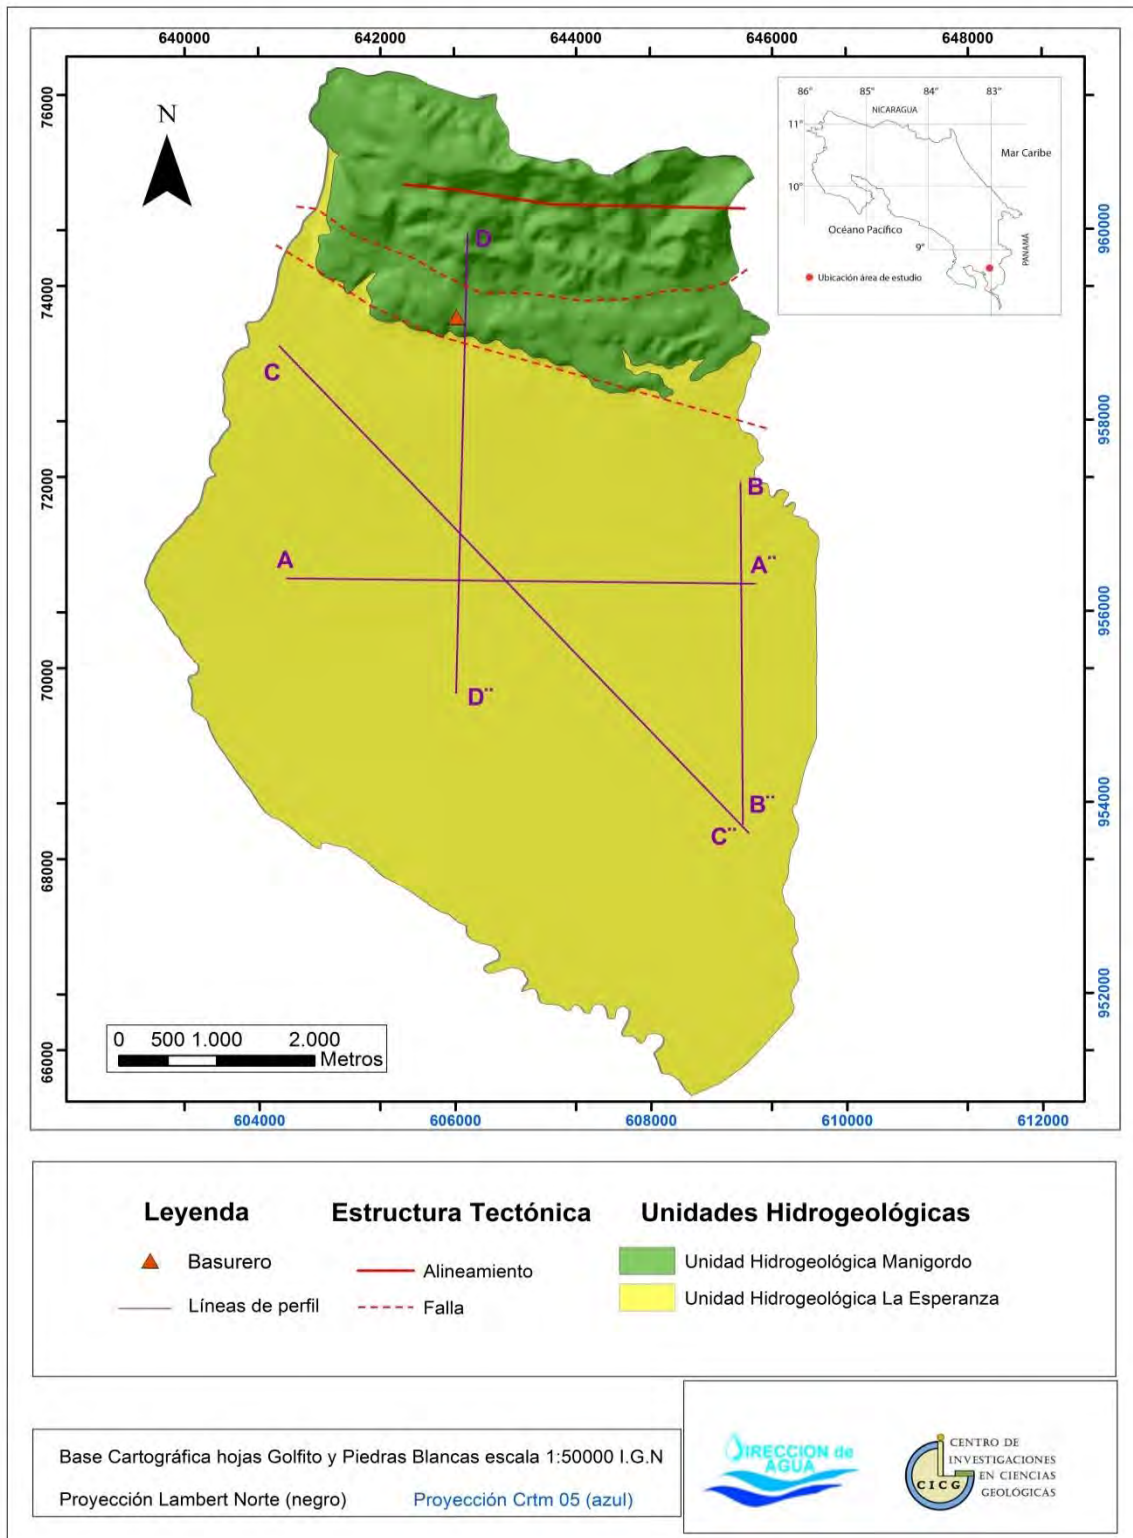 640000
642000
644000
646000
648000
76000
74000
72000
70000
68000
66000
960000
958000
956000
954000
952000
604000
606000
608000
610000
612000
N
86°
85°
84°
83°
11°
10°
9°
NICARAGUA
Mar Caribe
Océano Pacífico
PANAMÁ
Ubicación área de estudio
D
C
B
A
A¨
D¨
B¨
C¨
0 500 1.000 2.000
Metros
Leyenda
Basurero
Líneas de perfil
Estructura Tectónica
Alineamiento
Falla
Unidades Hidrogeológicas
Unidad Hidrogeológica Manigordo
Unidad Hidrogeológica La Esperanza
Base Cartográfica hojas Golfito y Piedras Blancas escala 1:50000 I.G.N
Proyección Lambert Norte (negro) Proyección Crtm 05 (azul)
DIRECCION de
AGUA
CICG
CENTRO DE
INVESTIGACIONES
EN CIENCIAS
GEOLÓGICAS